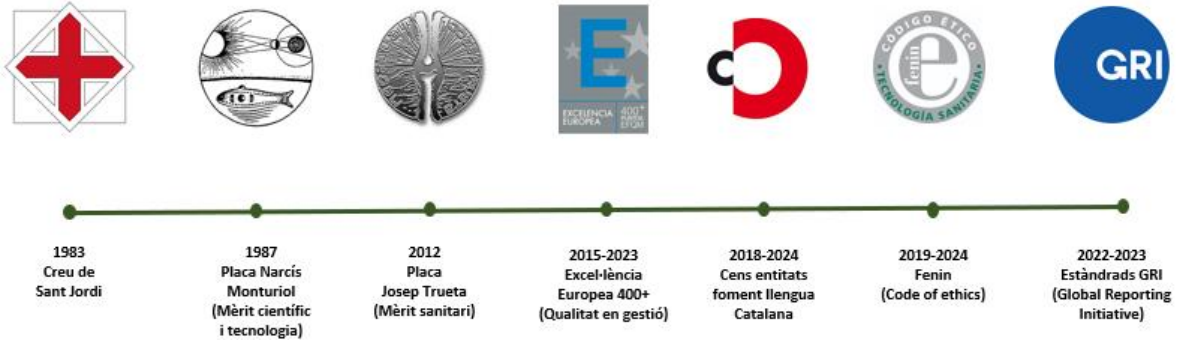 E
EXCELENCIA
EUROPEA
400+
PUNTOS
EFQM
CÓDIGO ÉTICO
fenin
e
TECNOLOGÍA SANITARIA
GRI
1983
Creu de
Sant Jordi
1987
Placa Narcís
Monturiol
(Mèrit científic
i tecnologia)
2012
Placa
Josep Trueta
(Mèrit sanitari)
2015-2023
Excel·lència
Europea 400+
(Qualitat en gestió)
2018-2024
Cens entitats
foment llengua
Catalana
2019-2024
Fenin
(Code of ethics)
2022-2023
Estàndrads GRI
(Global Reporting
Initiative)